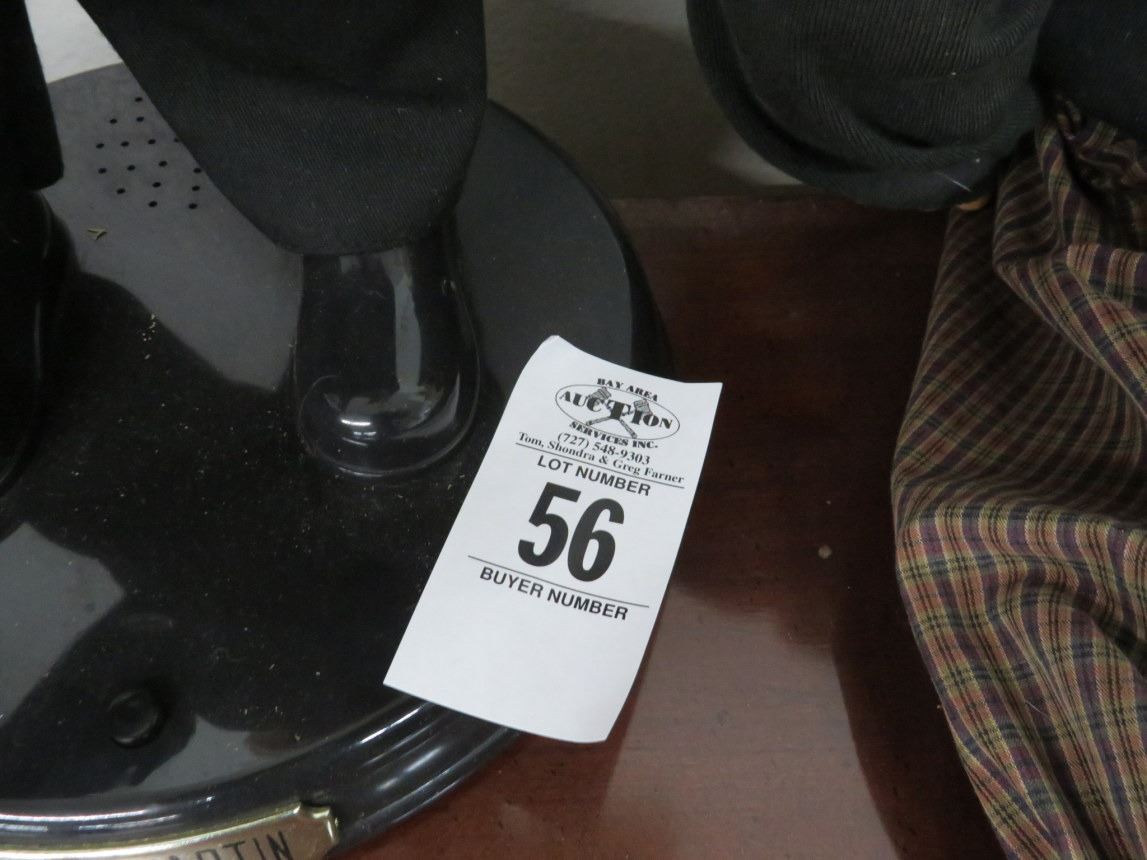 BAY AREA
AUCTION
SERVICES INC.
(727) 548-9303
Tom, Shondra & Greg Farner
LOT NUMBER
56
BUYER NUMBER